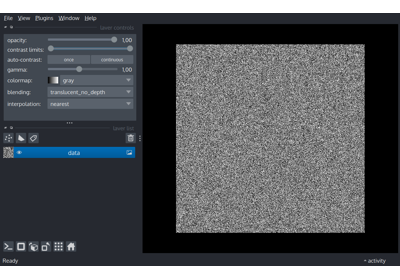 File View Plugins Window Help
layer controls
opacity: 1.00
contrast limits:
auto-contrast: once continuous
gamma: 1.00
colormap: gray
blending: translucent_no_depth
interpolation: nearest
layer list
data
Ready activity